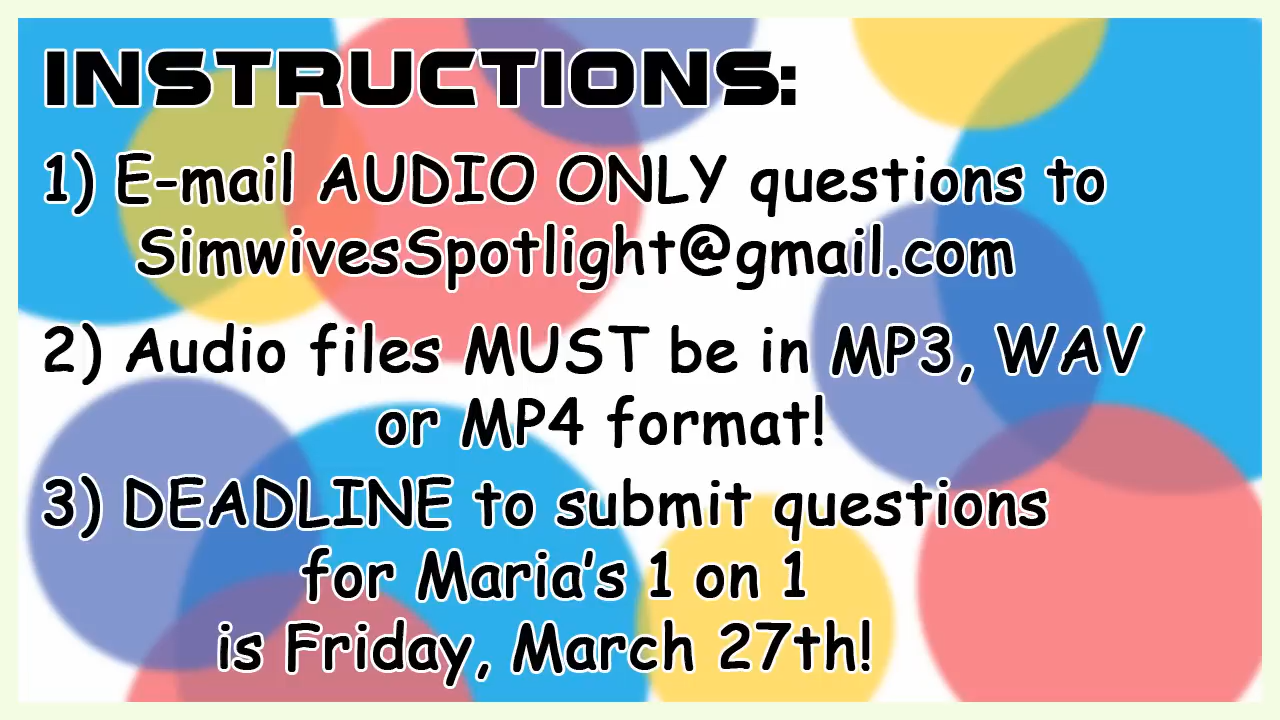 INSTRUCTIONS:
1) E-mail AUDIO ONLY questions to
SimwivesSpotlight@gmail.com
2) Audio files MUST be in MP3, WAV
or MP4 format!
3) DEADLINE to submit questions
for Maria's 1 on 1
is Friday, March 27th!